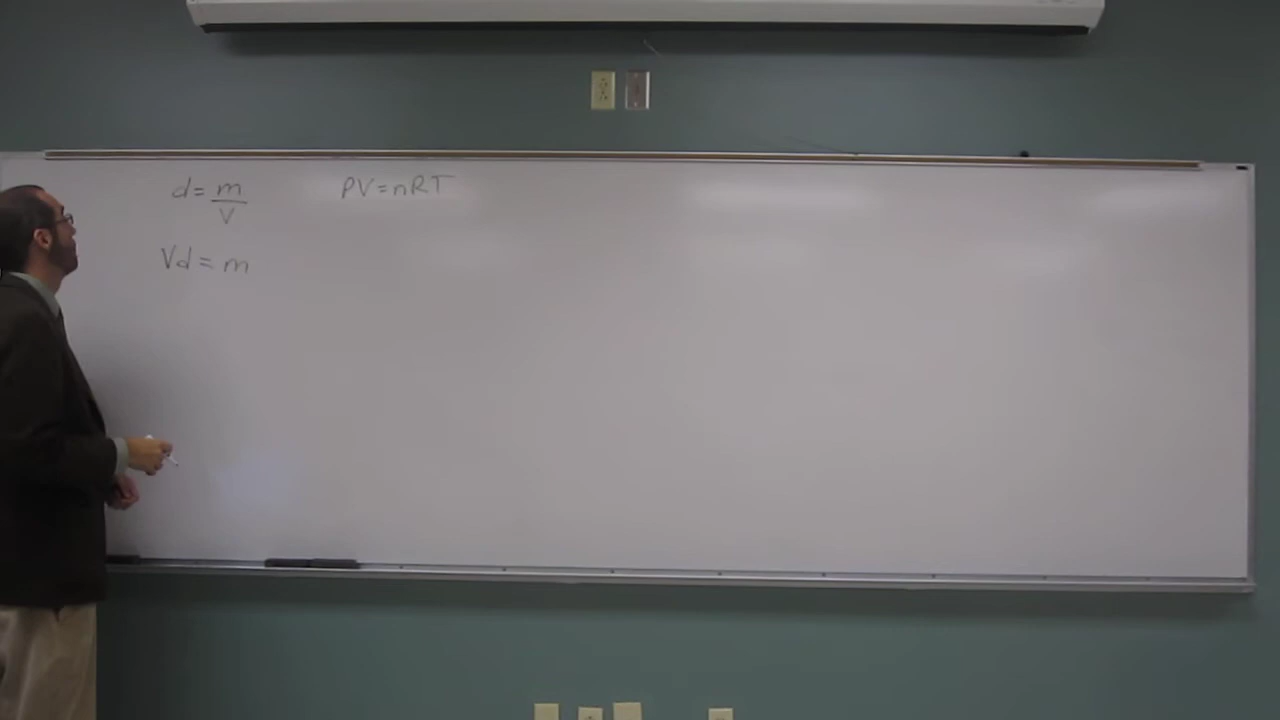 d = m/V
PV=nRT
Vd = m